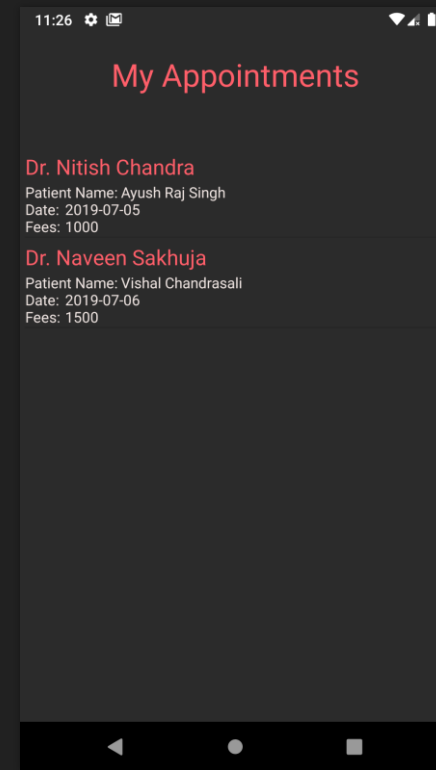 11:26
My Appointments
Dr. Nitish Chandra
Patient Name: Ayush Raj Singh
Date: 2019-07-05
Fees: 1000
Dr. Naveen Sakhuja
Patient Name: Vishal Chandrasali
Date: 2019-07-06
Fees: 1500